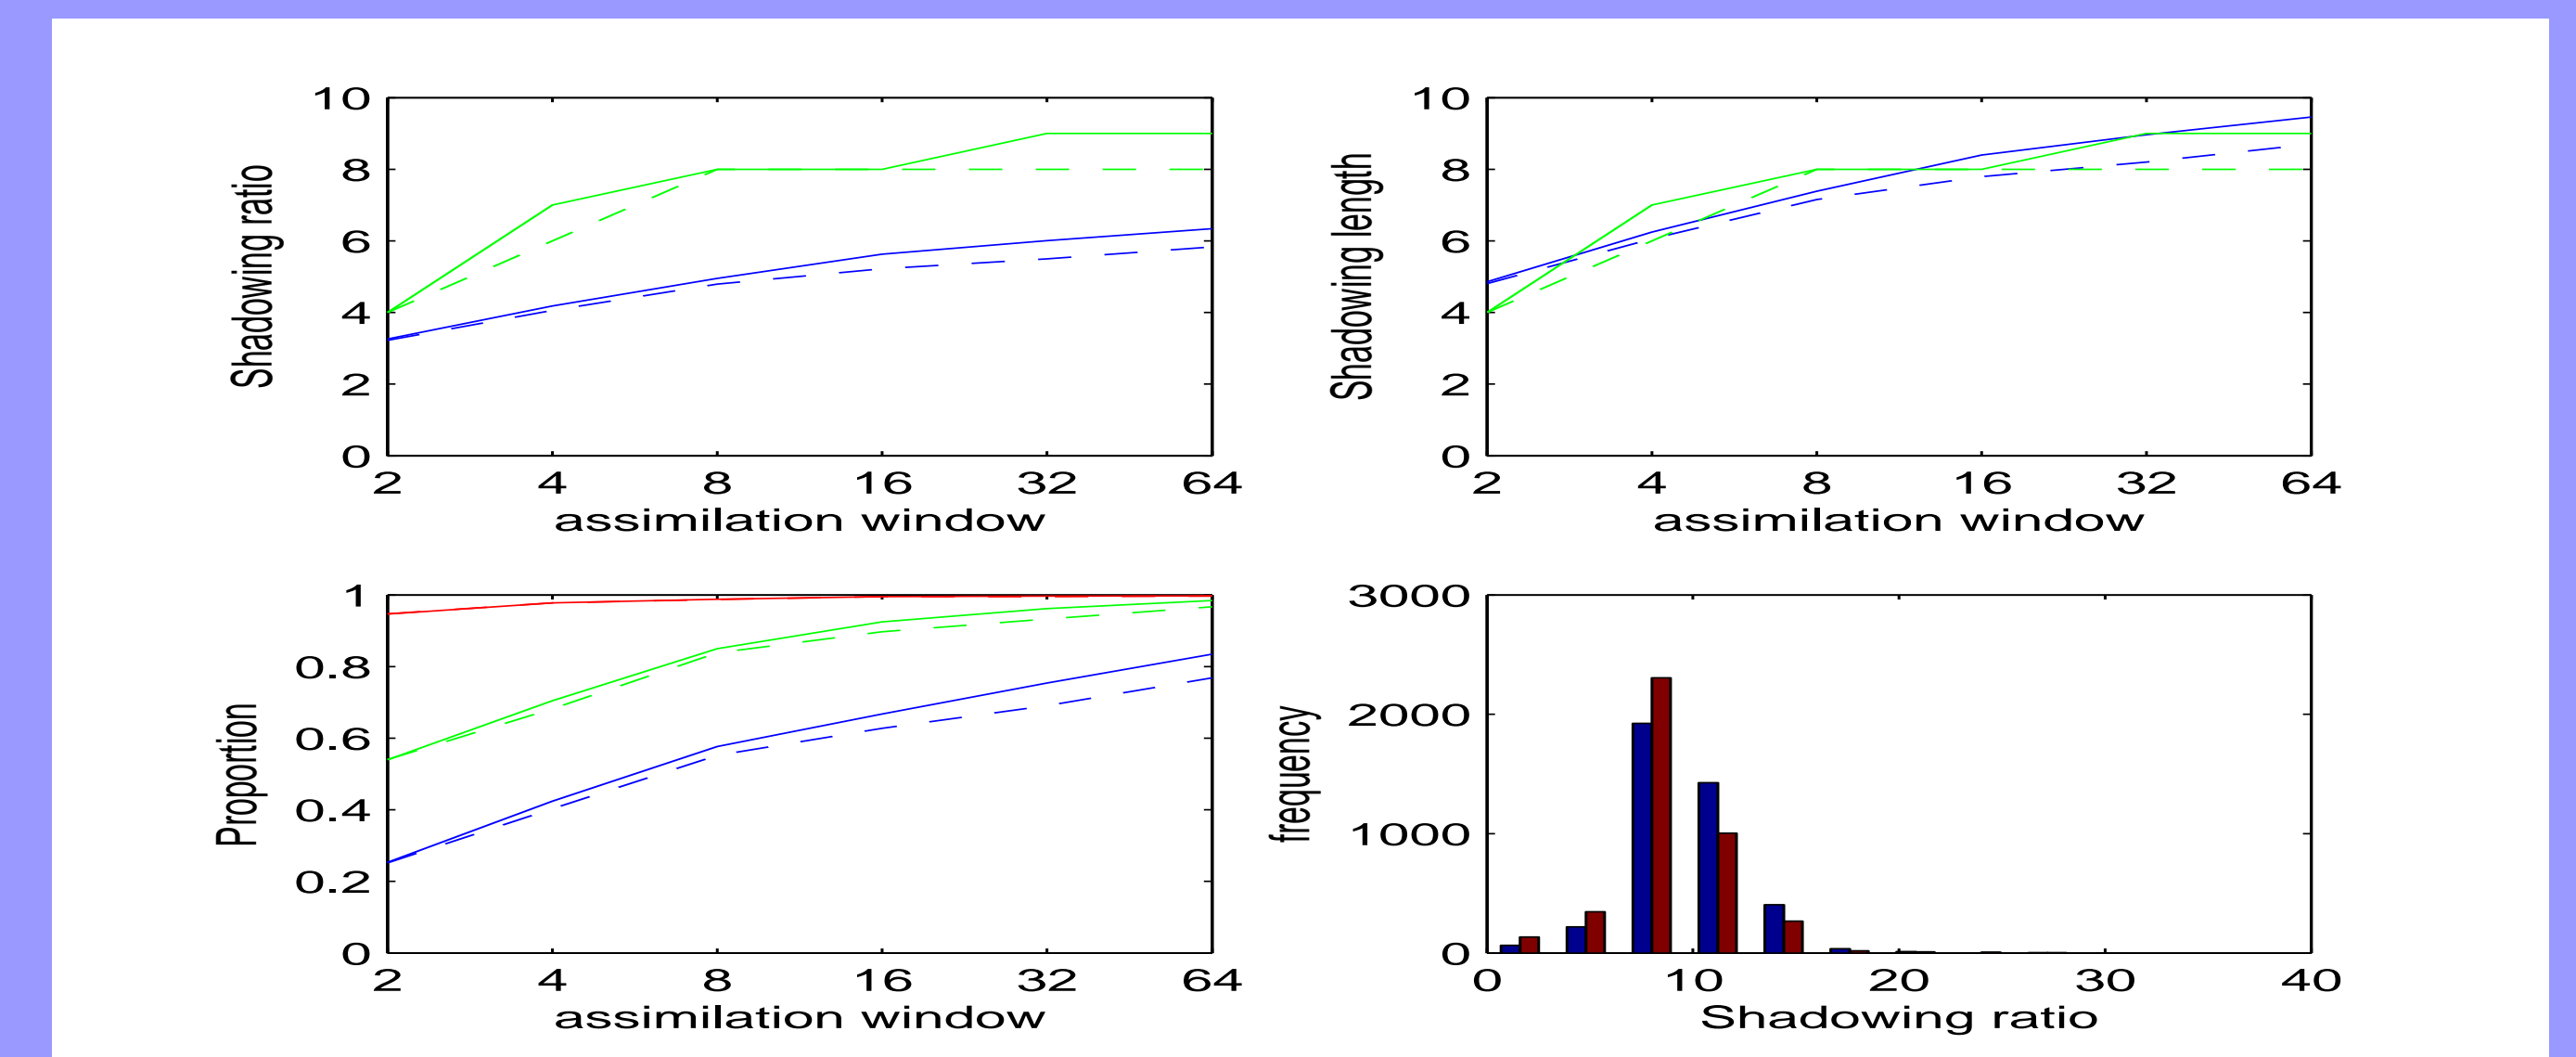 Shadowing ratio
10
8
6
4
2
0
2 4 8 16 32 64
assimilation window
Shadowing length
10
8
6
4
2
0
2 4 8 16 32 64
assimilation window
Proportion
1
0.8
0.6
0.4
0.2
0
2 4 8 16 32 64
assimilation window
frequency
3000
2000
1000
0
0 10 20 30 40
Shadowing ratio